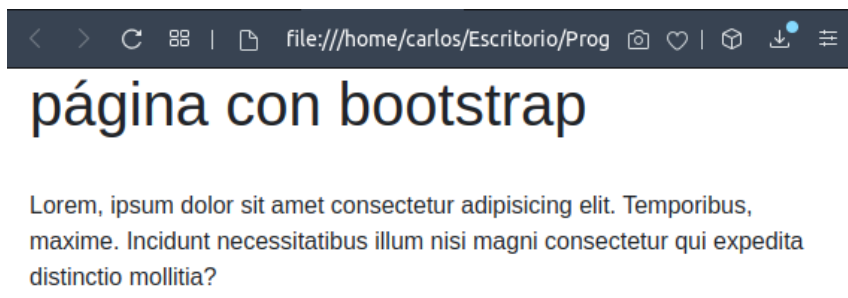 file:///home/carlos/Escritorio/Prog
página con bootstrap
Lorem, ipsum dolor sit amet consectetur adipisicing elit. Temporibus,
maxime. Incidunt necessitatibus illum nisi magni consectetur qui expedita
distinctio mollitia?